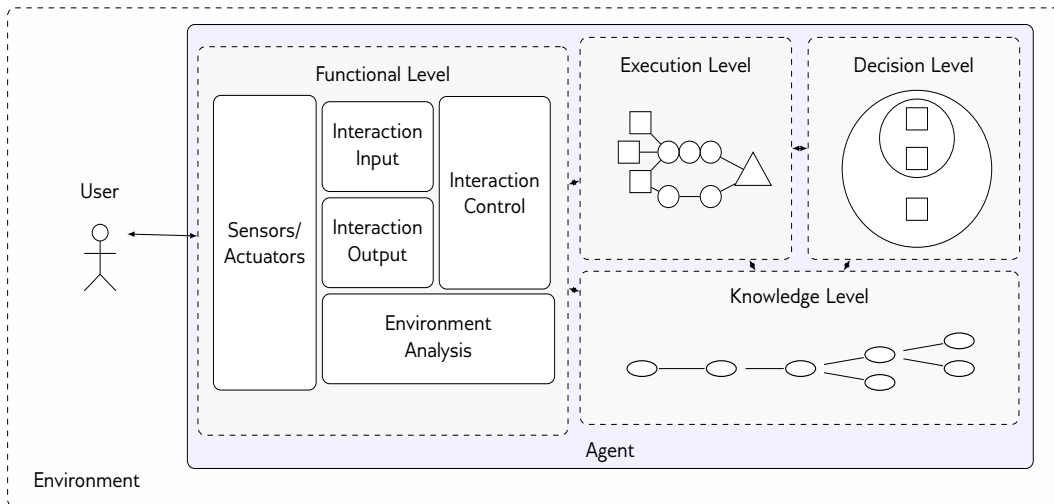 Functional Level
Execution Level
Decision Level
Interaction
Input
Interaction
Control
User
Sensors/
Actuators
Interaction
Output
Knowledge Level
Environment
Analysis
Agent
Environment